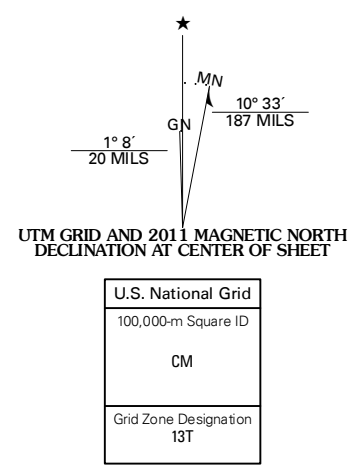 ★
MN
GN
10° 33´
187 MILS
1° 8´
20 MILS
UTM GRID AND 2011 MAGNETIC NORTH
DECLINATION AT CENTER OF SHEET
U.S. National Grid
100,000-m Square ID
CM
Grid Zone Designation
13T